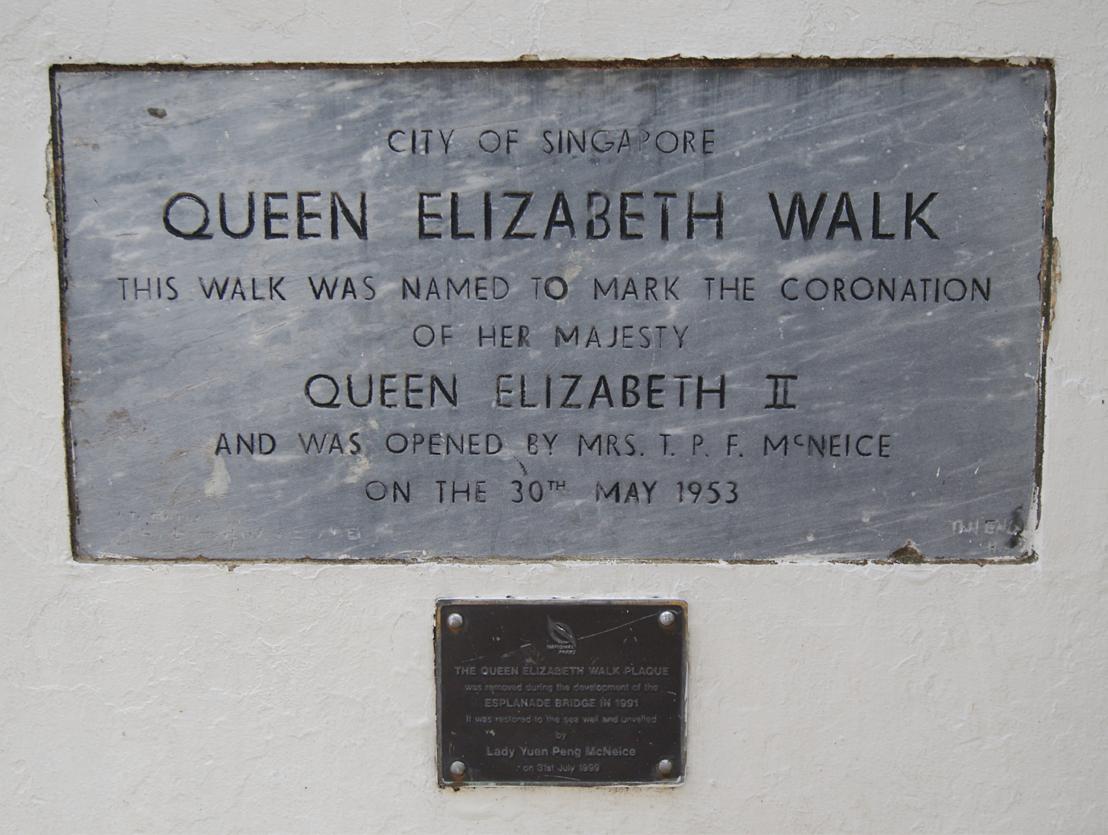 CITY OF SINGAPORE
QUEEN ELIZABETH WALK
THIS WALK WAS NAMED TO MARK THE CORONATION
OF HER MAJESTY
QUEEN ELIZABETH II
AND WAS OPENED BY MRS. T. P. F. McNEICE
ON THE 30TH MAY 1953
NATIONAL
PARKS
THE QUEEN ELIZABETH WALK PLAQUE
was removed during the development of the
ESPLANADE BRIDGE IN 1991
It was restored to the sea wall and unveiled
by
Lady Yuen Peng McNeice
on 31st July 1999